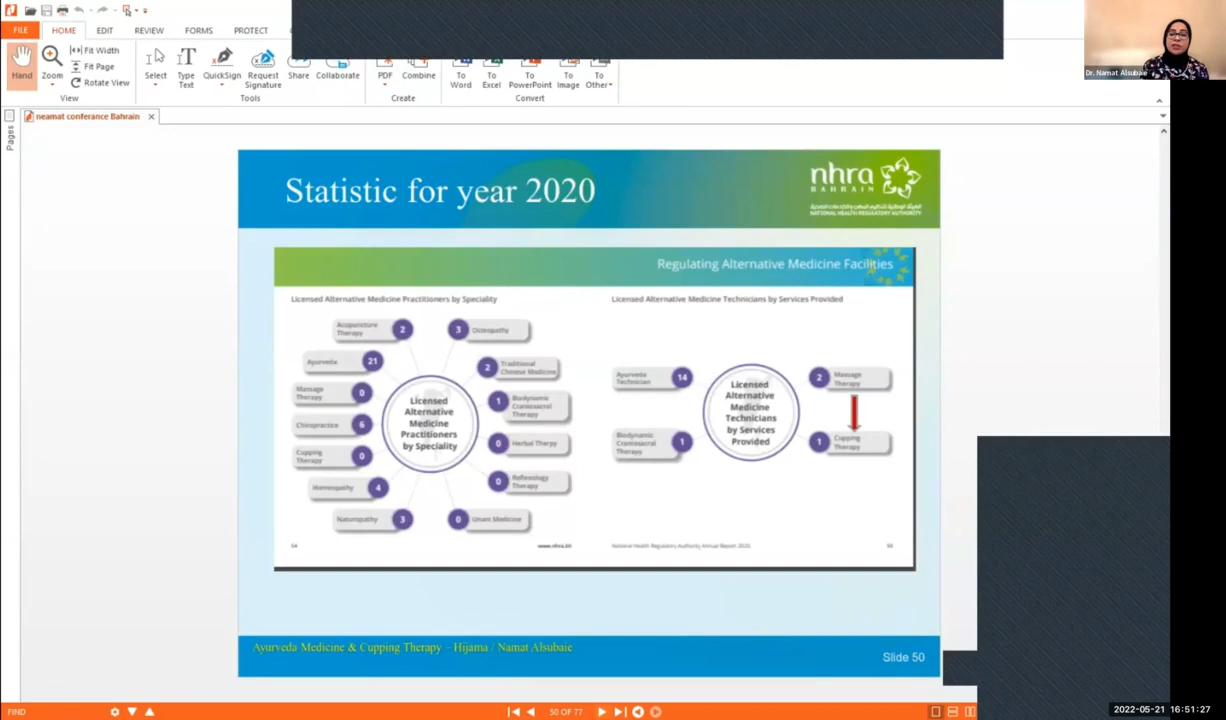 FILE
HOME
EDIT
REVIEW
FORMS
PROTECT
Hand
Zoom
Fit Width
Fit Page
Rotate View
View
Select
Type
Text
QuickSign
Request
Signature
Share
Collaborate
Tools
PDF
Combine
Create
To
Word
To
Excel
To
PowerPoint
To
Image
To
Other
Convert
Dr. Namat Alsubaie
neamat conferance Bahrain
Pages
Statistic for year 2020
nhra
BAHRAIN
NATIONAL HEALTH REGULATORY AUTHORITY
Regulating Alternative Medicine Facilities
Licensed Alternative Medicine Practitioners by Speciality
Acupuncture
Therapy
2
3
Osteopathy
Ayurveda
21
2
Traditional
Chinese Medicine
Massage
Therapy
0
1
Biodynamic
Craniosacral
Therapy
Chiropractice
6
0
Herbal Therpy
Cupping
Therapy
0
0
Reflexology
Therapy
Homeopathy
4
Naturopathy
3
0
Unani Medicine
Licensed
Alternative
Medicine
Practitioners
by Speciality
54
www.nhra.bh
Licensed Alternative Medicine Technicians by Services Provided
Ayurveda
Technician
14
2
Massage
Therapy
Biodynamic
Craniosacral
Therapy
1
1
Cupping
Therapy
Licensed
Alternative
Medicine
Technicians
by Services
Provided
National Health Regulatory Authority Annual Report 2020
Ayurveda Medicine & Cupping Therapy – Hijama / Namat Alsubaie
Slide 50
FIND
50 OF 77
2022-05-21 16:51:27